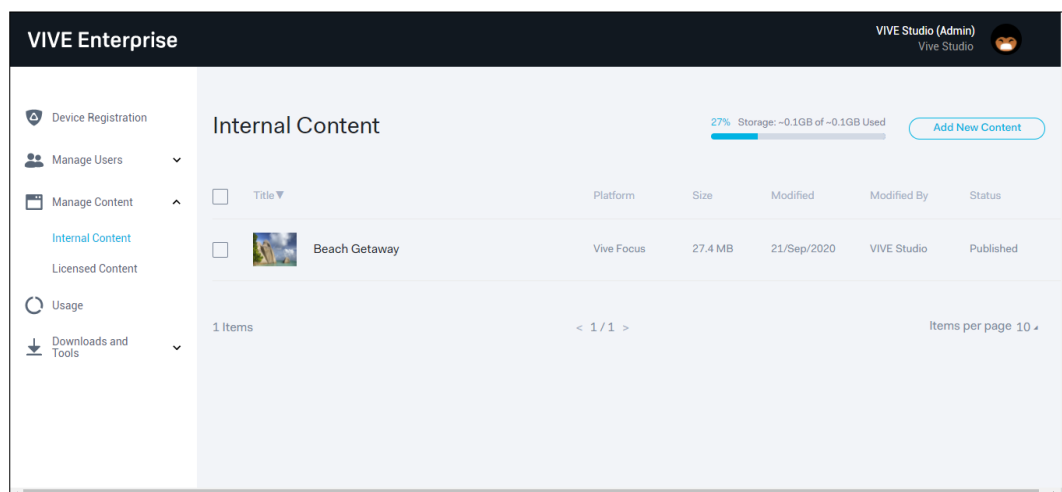 VIVE Enterprise
VIVE Studio (Admin)
Vive Studio
Device Registration
Manage Users
Manage Content
Internal Content
Licensed Content
Usage
Downloads and
Tools
Internal Content
27% Storage: ~0.1GB of ~0.1GB Used
Add New Content
Title▼ Platform Size Modified Modified By Status
Beach Getaway Vive Focus 27.4 MB 21/Sep/2020 VIVE Studio Published
1 Items < 1 / 1 > Items per page 10